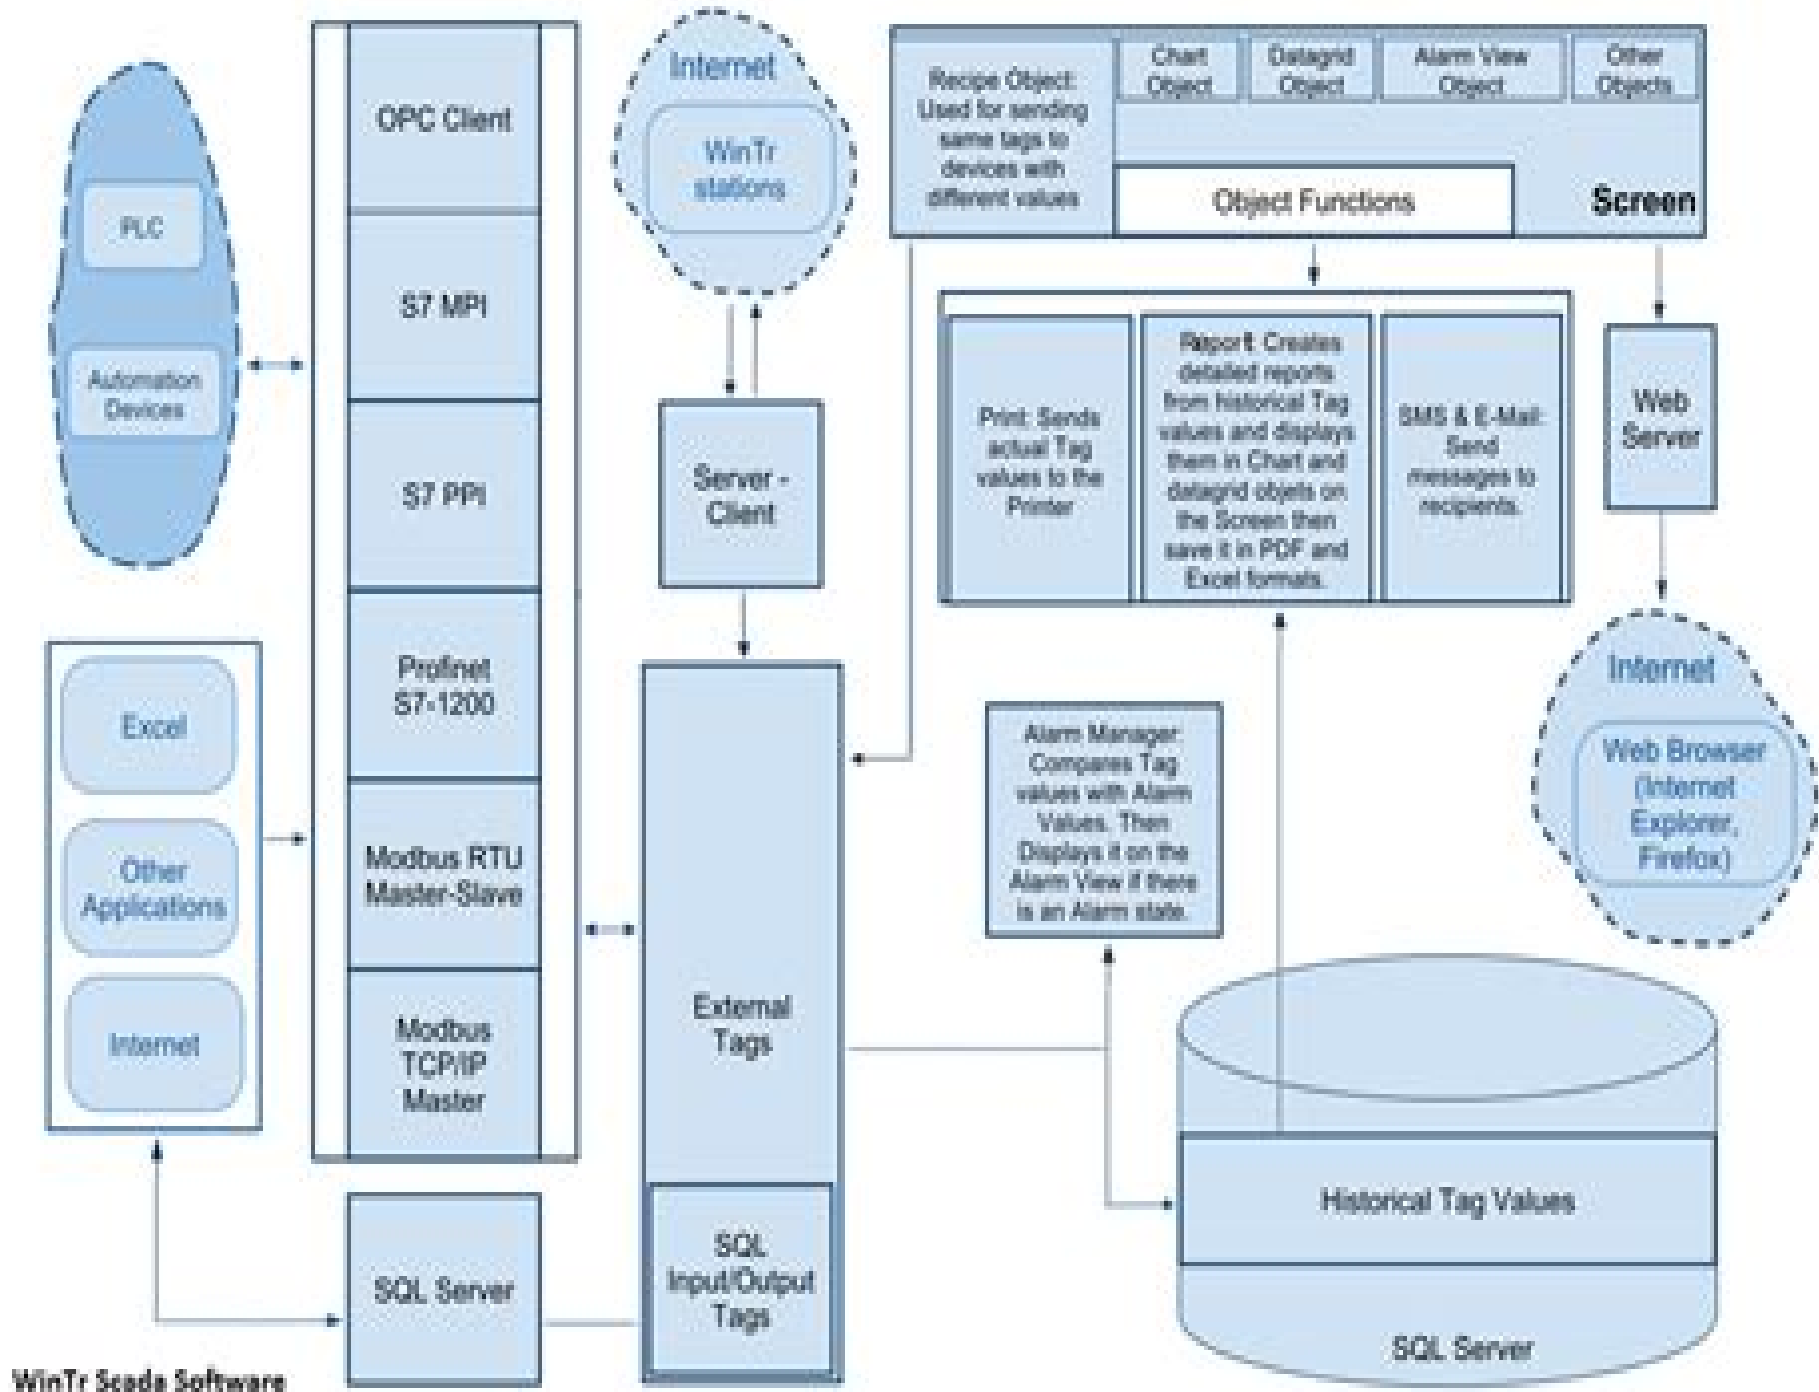 PLC
Automation
Devices
Excel
Other
Applications
Internet
OPC Client
S7 MPI
S7 PPI
Profinet
S7-1200
Modbus RTU
Master-Slave
Modbus
TCP/IP
Master
SQL Server
Internet
WinTr
stations
Server -
Client
External
Tags
SQL
Input/Output
Tags
Recipe Object:
Used for sending
same tags to
devices with
different values
Chart
Object
Datagrid
Object
Alarm View
Object
Other
Objects
Object Functions
Screen
Print: Sends
actual Tag
values to the
Printer
Report: Creates
detailed reports
from historical Tag
values and displays
them in Chart and
datagrid objets on
the Screen then
save it in PDF and
Excel formats.
SMS & E-Mail:
Send
messages to
recipients.
Web
Server
Internet
Web Browser
(Internet
Explorer,
Firefox)
Alarm Manager:
Compares Tag
values with Alarm
Values. Then
Displays it on the
Alarm View if there
is an Alarm state.
Historical Tag Values
SQL Server
WinTr Scada Software